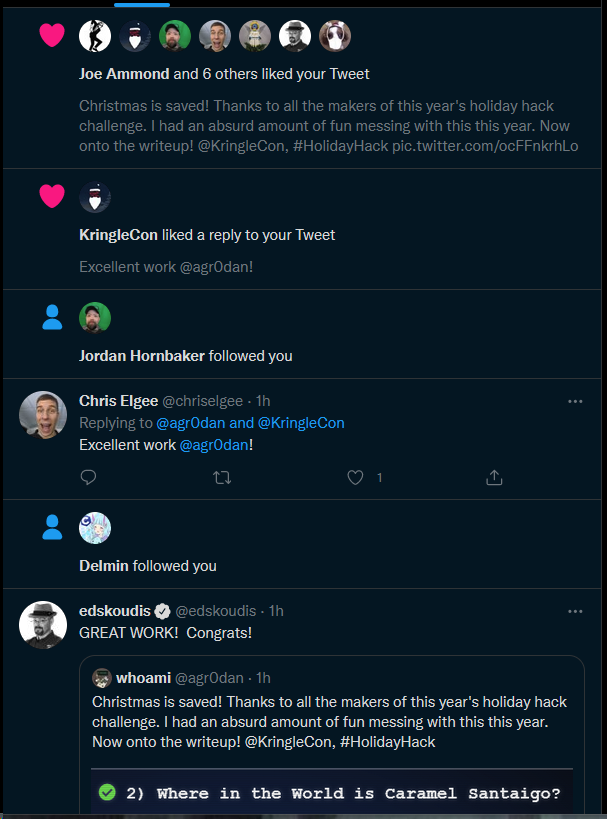 Joe Ammond and 6 others liked your Tweet
Christmas is saved! Thanks to all the makers of this year's holiday hack
challenge. I had an absurd amount of fun messing with this this year. Now
onto the writeup! @KringleCon, #HolidayHack pic.twitter.com/ocFFnkrhLo
KringleCon liked a reply to your Tweet
Excellent work @agr0dan!
Jordan Hornbaker followed you
Chris Elgee @chriselgee · 1h
Replying to @agr0dan and @KringleCon
Excellent work @agr0dan!
1
Delmin followed you
edskoudis @edskoudis · 1h
GREAT WORK! Congrats!
whoami @agr0dan · 1h
Christmas is saved! Thanks to all the makers of this year's holiday hack
challenge. I had an absurd amount of fun messing with this this year.
Now onto the writeup! @KringleCon, #HolidayHack
2) Where in the World is Caramel Santaigo?